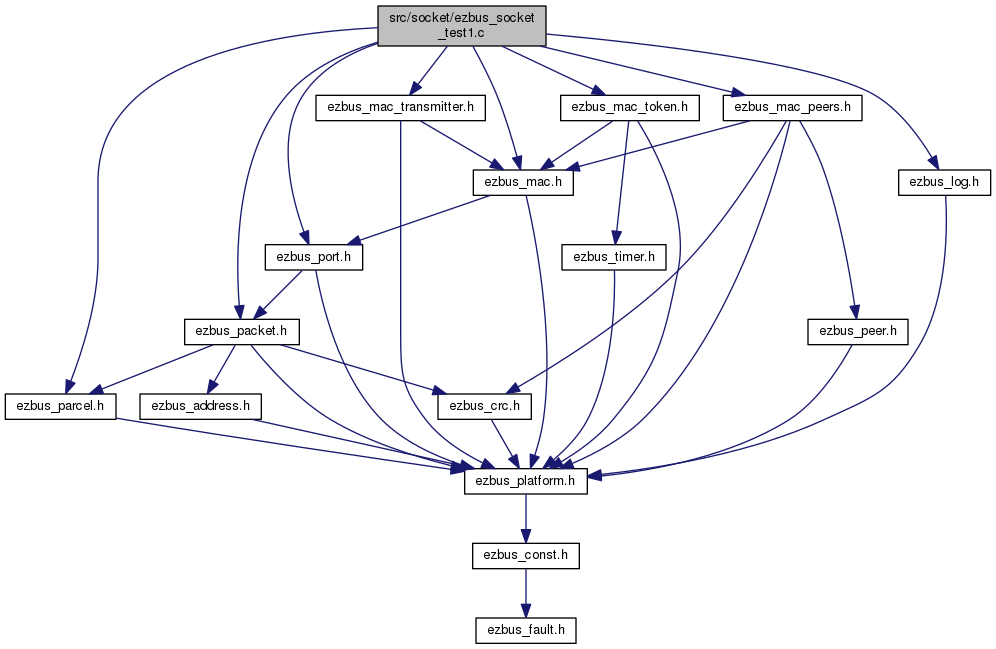 src/socket/ezbus_socket
_test1.c
ezbus_mac_transmitter.h
ezbus_mac_token.h
ezbus_mac_peers.h
ezbus_mac.h
ezbus_log.h
ezbus_port.h
ezbus_timer.h
ezbus_packet.h
ezbus_peer.h
ezbus_parcel.h
ezbus_address.h
ezbus_crc.h
ezbus_platform.h
ezbus_const.h
ezbus_fault.h